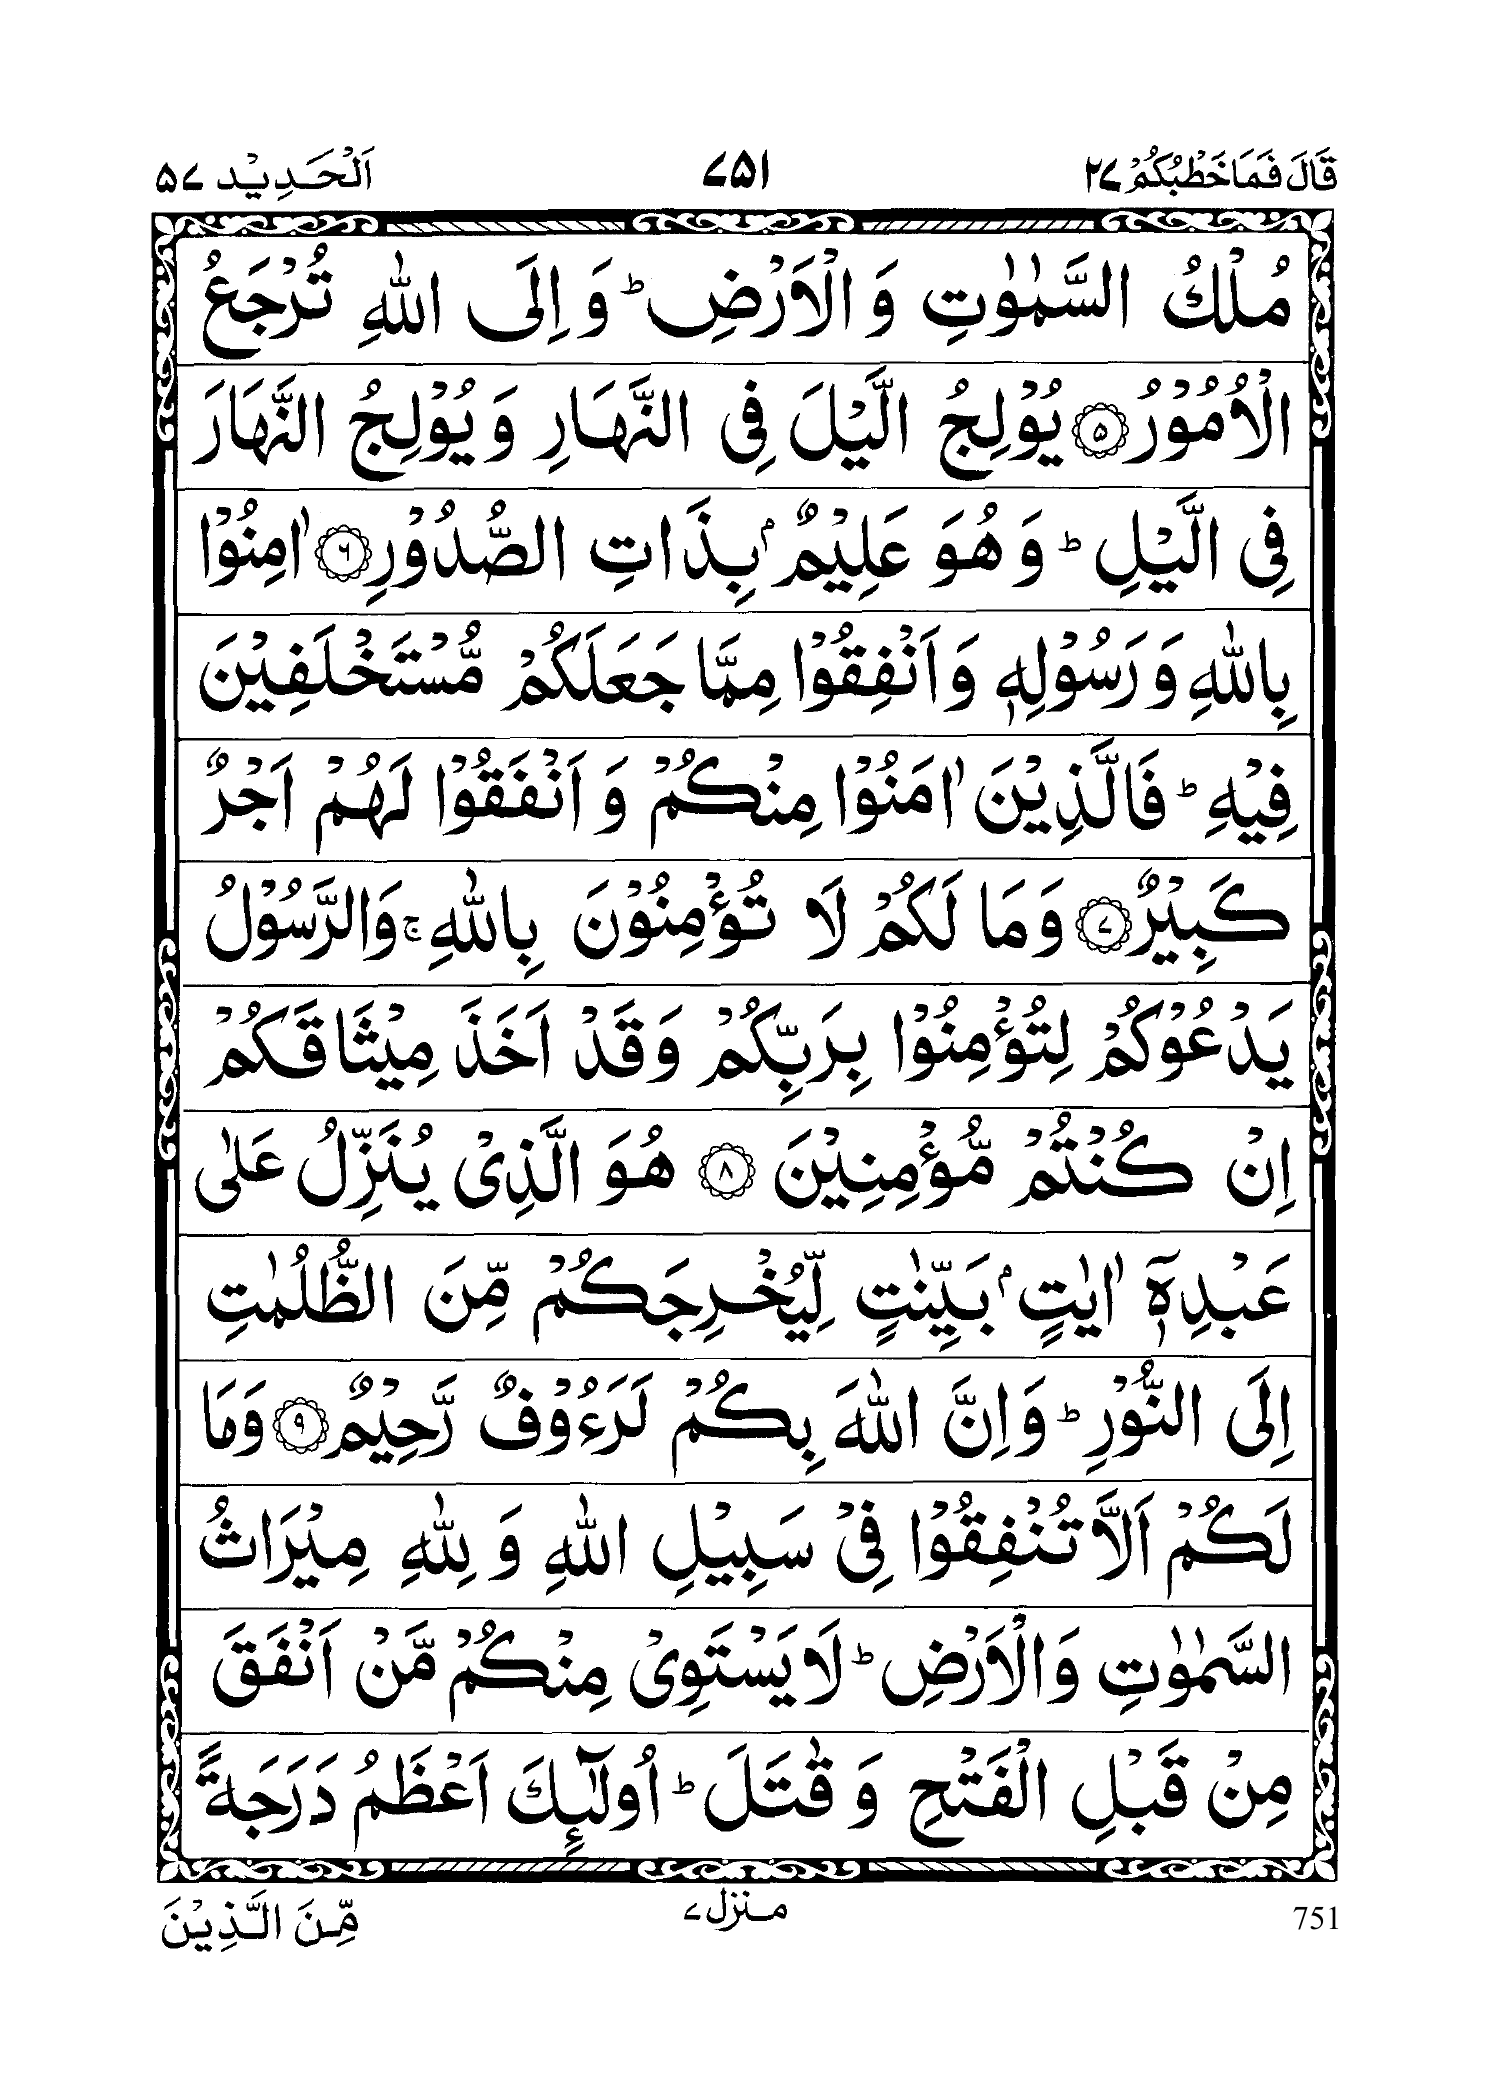 قَالَ فَمَا خَطْبُكُمْ ٢٧ ٧٥١ اَلْحَدِيْد ٥٧
مُلْكُ السَّمٰوٰتِ وَ الْاَرْضِ ؕ وَ اِلَى اللّٰهِ تُرْجَعُ
الْاُمُوْرُ ۝٥ يُوْلِجُ الَّيْلَ فِى النَّهَارِ وَ يُوْلِجُ النَّهَارَ
فِى الَّيْلِ ؕ وَ هُوَ عَلِيْمٌۢ بِذَاتِ الصُّدُوْرِ ۝٦ اٰمِنُوْا
بِاللّٰهِ وَ رَسُوْلِهٖ وَ اَنْفِقُوْا مِمَّا جَعَلَكُمْ مُّسْتَخْلَفِيْنَ
فِيْهِ ؕ فَالَّذِيْنَ اٰمَنُوْا مِنْكُمْ وَ اَنْفَقُوْا لَهُمْ اَجْرٌ
كَبِيْرٌ ۝٧ وَ مَا لَكُمْ لَا تُؤْمِنُوْنَ بِاللّٰهِ ۚ وَالرَّسُوْلُ
يَدْعُوْكُمْ لِتُؤْمِنُوْا بِرَبِّكُمْ وَ قَدْ اَخَذَ مِيْثَاقَكُمْ
اِنْ كُنْتُمْ مُّؤْمِنِيْنَ ۝٨ هُوَ الَّذِىْ يُنَزِّلُ عَلٰى
عَبْدِهٖۤ اٰيٰتٍۭ بَيِّنٰتٍ لِّيُخْرِجَكُمْ مِّنَ الظُّلُمٰتِ
اِلَى النُّوْرِ ؕ وَ اِنَّ اللّٰهَ بِكُمْ لَرَءُوْفٌ رَّحِيْمٌ ۝٩ وَ مَا
لَكُمْ اَلَّا تُنْفِقُوْا فِىْ سَبِيْلِ اللّٰهِ وَ لِلّٰهِ مِيْرَاثُ
السَّمٰوٰتِ وَ الْاَرْضِ ؕ لَا يَسْتَوِىْ مِنْكُمْ مَّنْ اَنْفَقَ
مِنْ قَبْلِ الْفَتْحِ وَ قٰتَلَ ؕ اُولٰٓئِكَ اَعْظَمُ دَرَجَةً
751 منزل ٧ مِّنَ الَّذِيْنَ